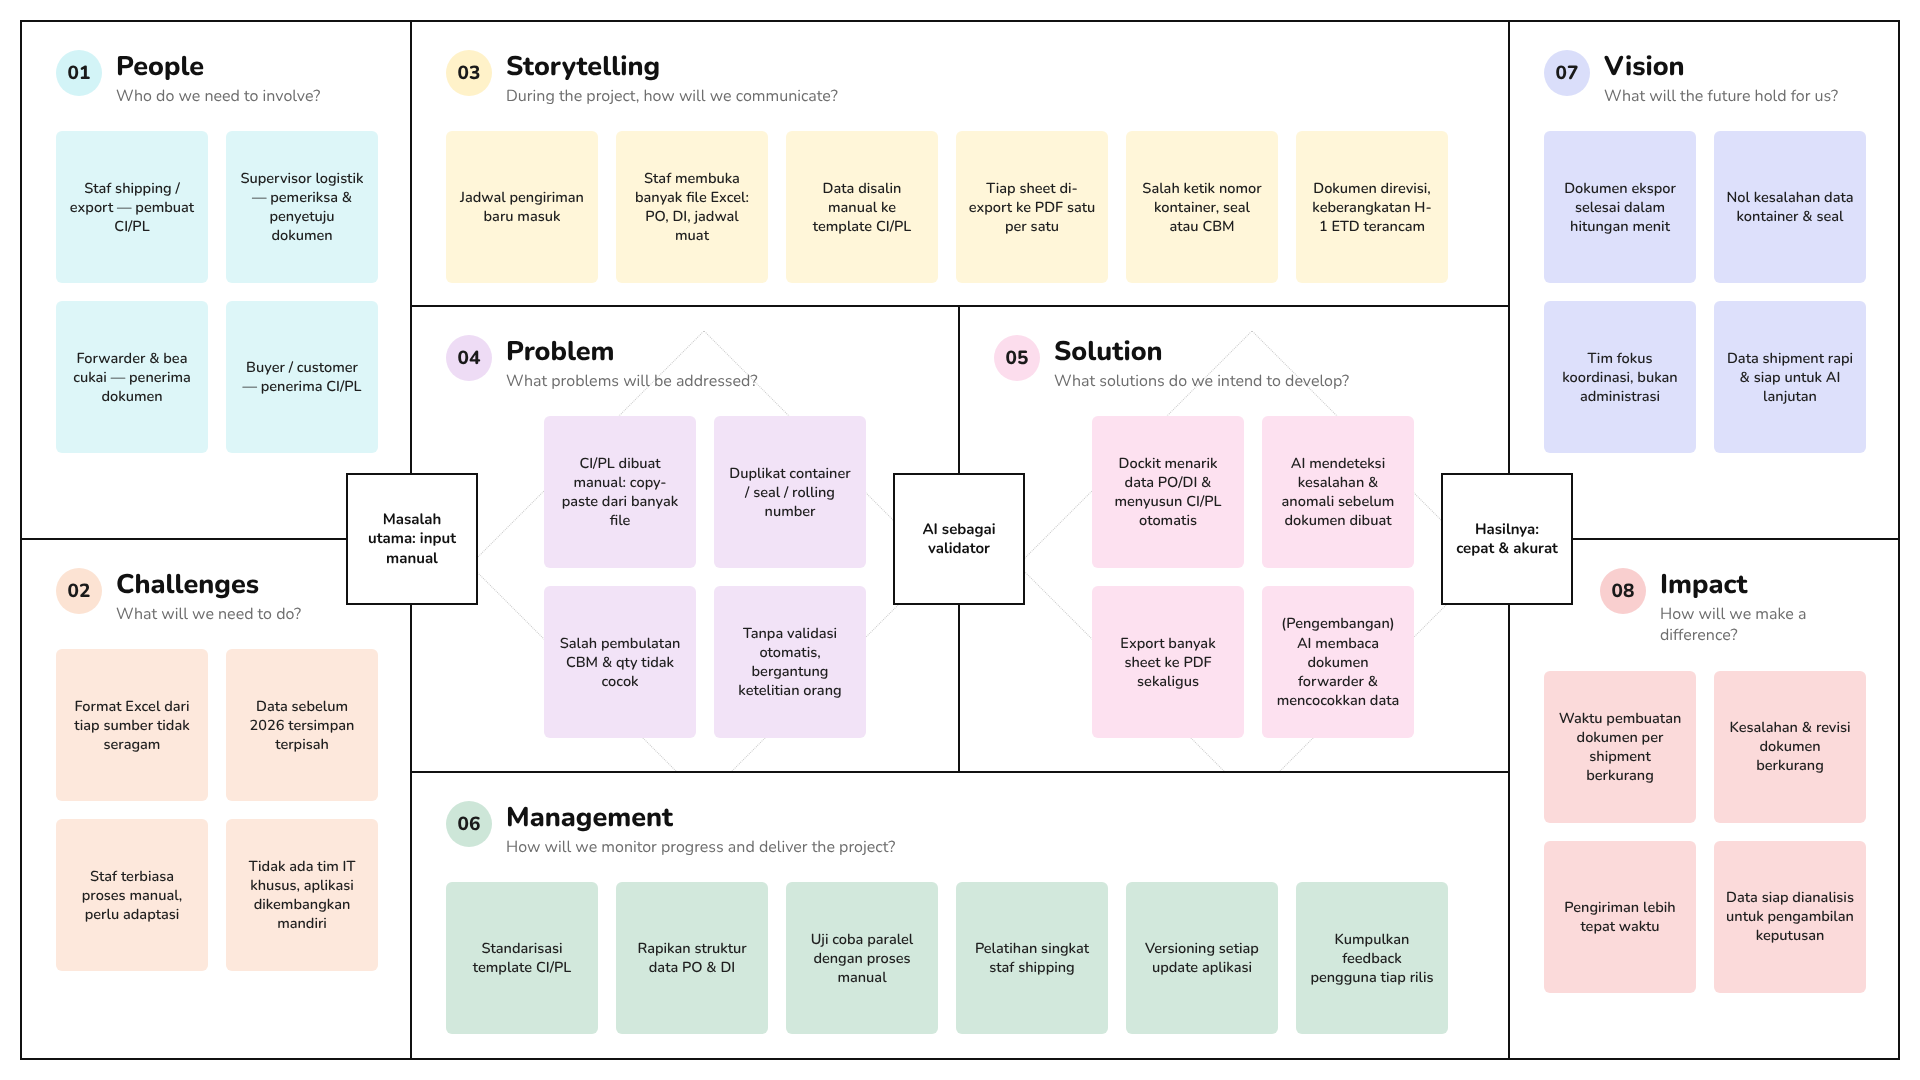 01
People
Who do we need to involve?
Staf shipping /
export — pembuat
CI/PL
Supervisor logistik
— pemeriksa &
penyetuju
dokumen
Forwarder & bea
cukai — penerima
dokumen
Buyer / customer
— penerima CI/PL
02
Challenges
What will we need to do?
Format Excel dari
tiap sumber tidak
seragam
Data sebelum
2026 tersimpan
terpisah
Staf terbiasa
proses manual,
perlu adaptasi
Tidak ada tim IT
khusus, aplikasi
dikembangkan
mandiri
03
Storytelling
During the project, how will we communicate?
Jadwal pengiriman
baru masuk
Staf membuka
banyak file Excel:
PO, DI, jadwal
muat
Data disalin
manual ke
template CI/PL
Tiap sheet di-
export ke PDF satu
per satu
Salah ketik nomor
kontainer, seal
atau CBM
Dokumen direvisi,
keberangkatan H-
1 ETD terancam
Masalah
utama: input
manual
04
Problem
What problems will be addressed?
CI/PL dibuat
manual: copy-
paste dari banyak
file
Duplikat container
/ seal / rolling
number
Salah pembulatan
CBM & qty tidak
cocok
Tanpa validasi
otomatis,
bergantung
ketelitian orang
AI sebagai
validator
05
Solution
What solutions do we intend to develop?
Dockit menarik
data PO/DI &
menyusun CI/PL
otomatis
AI mendeteksi
kesalahan &
anomali sebelum
dokumen dibuat
Export banyak
sheet ke PDF
sekaligus
(Pengembangan)
AI membaca
dokumen
forwarder &
mencocokkan data
Hasilnya:
cepat & akurat
06
Management
How will we monitor progress and deliver the project?
Standarisasi
template CI/PL
Rapikan struktur
data PO & DI
Uji coba paralel
dengan proses
manual
Pelatihan singkat
staf shipping
Versioning setiap
update aplikasi
Kumpulkan
feedback
pengguna tiap rilis
07
Vision
What will the future hold for us?
Dokumen ekspor
selesai dalam
hitungan menit
Nol kesalahan data
kontainer & seal
Tim fokus
koordinasi, bukan
administrasi
Data shipment rapi
& siap untuk AI
lanjutan
08
Impact
How will we make a
difference?
Waktu pembuatan
dokumen per
shipment
berkurang
Kesalahan & revisi
dokumen
berkurang
Pengiriman lebih
tepat waktu
Data siap dianalisis
untuk pengambilan
keputusan